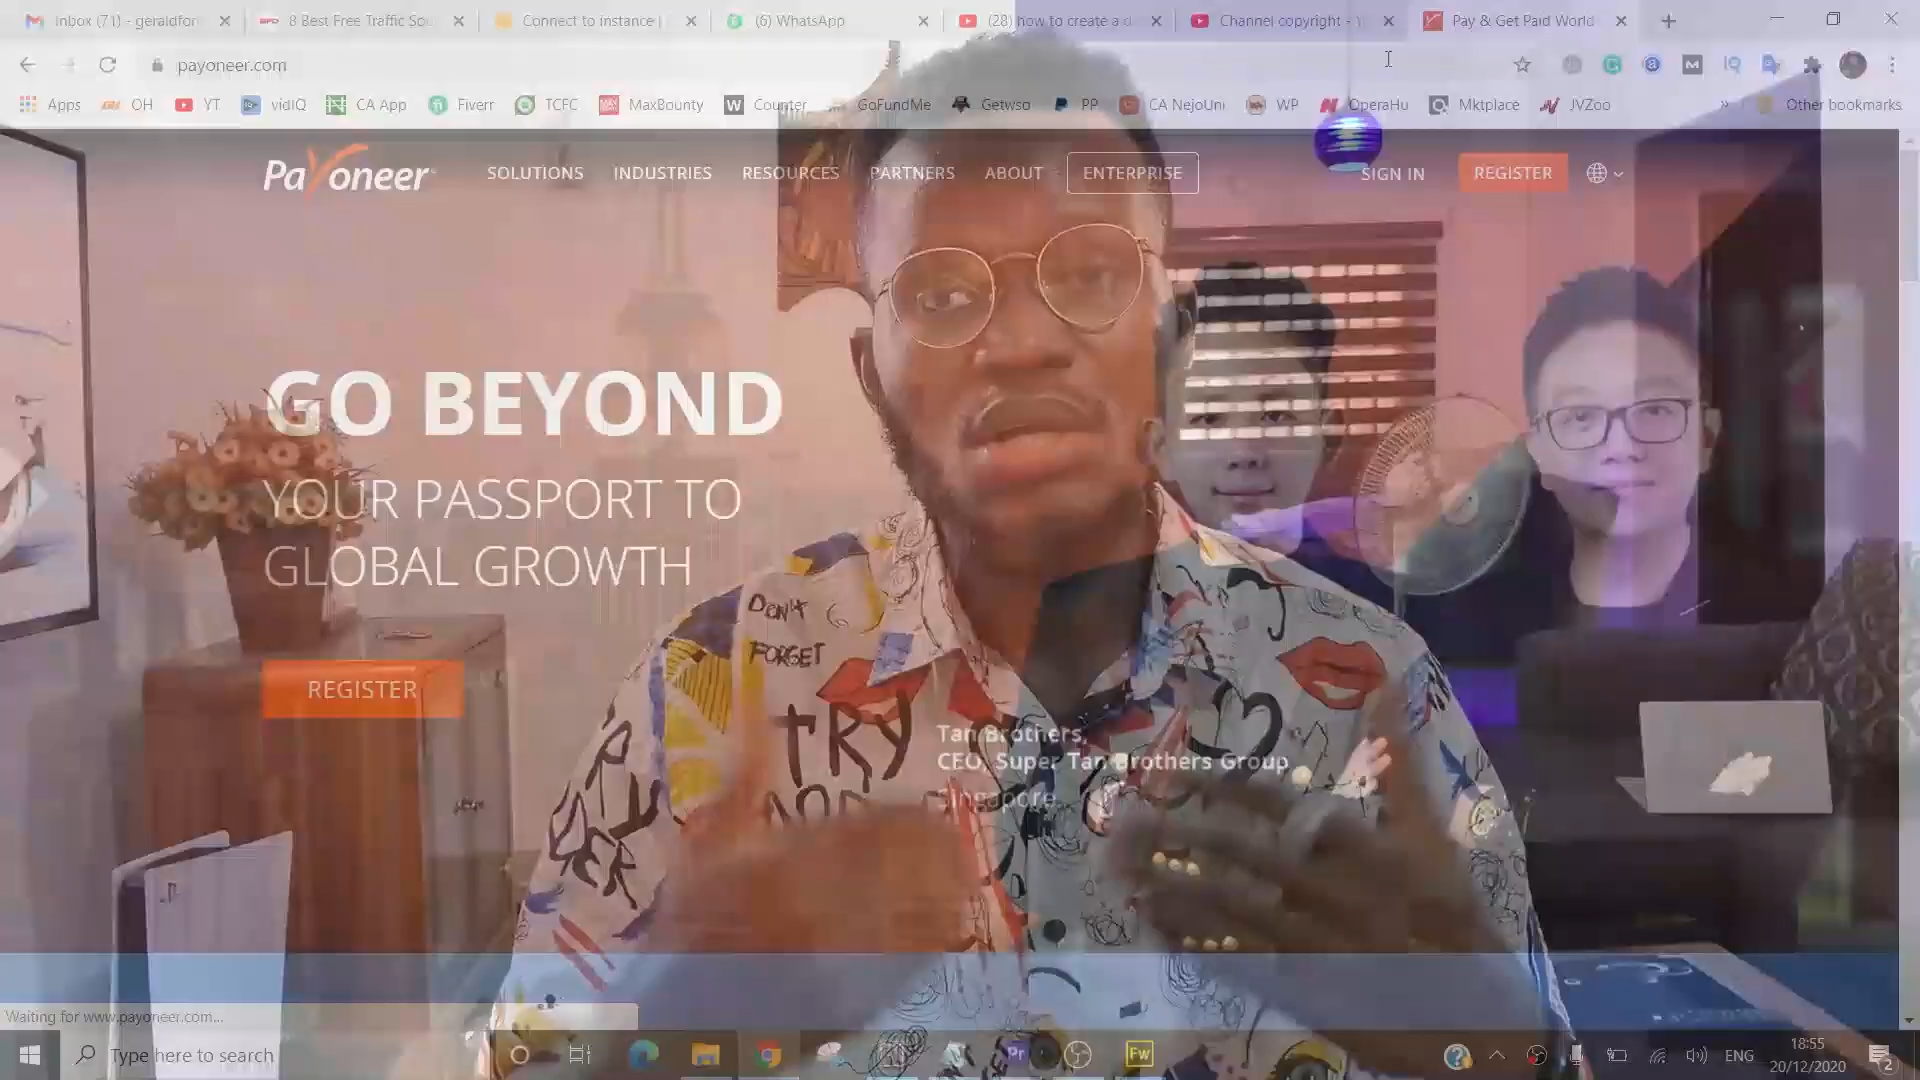 Inbox (71) - geraldfor
8 Best Free Traffic Sou
Connect to instance |
(6) WhatsApp
(28) how to create a d
Channel copyright - Y
Pay & Get Paid World
payoneer.com
Apps
OH
YT
vidIQ
CA App
Fiverr
TCFC
MaxBounty
Counter
GoFundMe
Getwso
PP
CA NejoUni
WP
OperaHu
Mktplace
JVZoo
Other bookmarks
Payoneer
SOLUTIONS
INDUSTRIES
RESOURCES
PARTNERS
ABOUT
ENTERPRISE
SIGN IN
REGISTER
GO BEYOND
YOUR PASSPORT TO
GLOBAL GROWTH
REGISTER
DON'T
FORGET
TRY
Tan Brothers,
CEO, Super Tan Brothers Group
Singapore
Waiting for www.payoneer.com...
Type here to search
Pr
Fw
ENG
18:55
20/12/2020
2